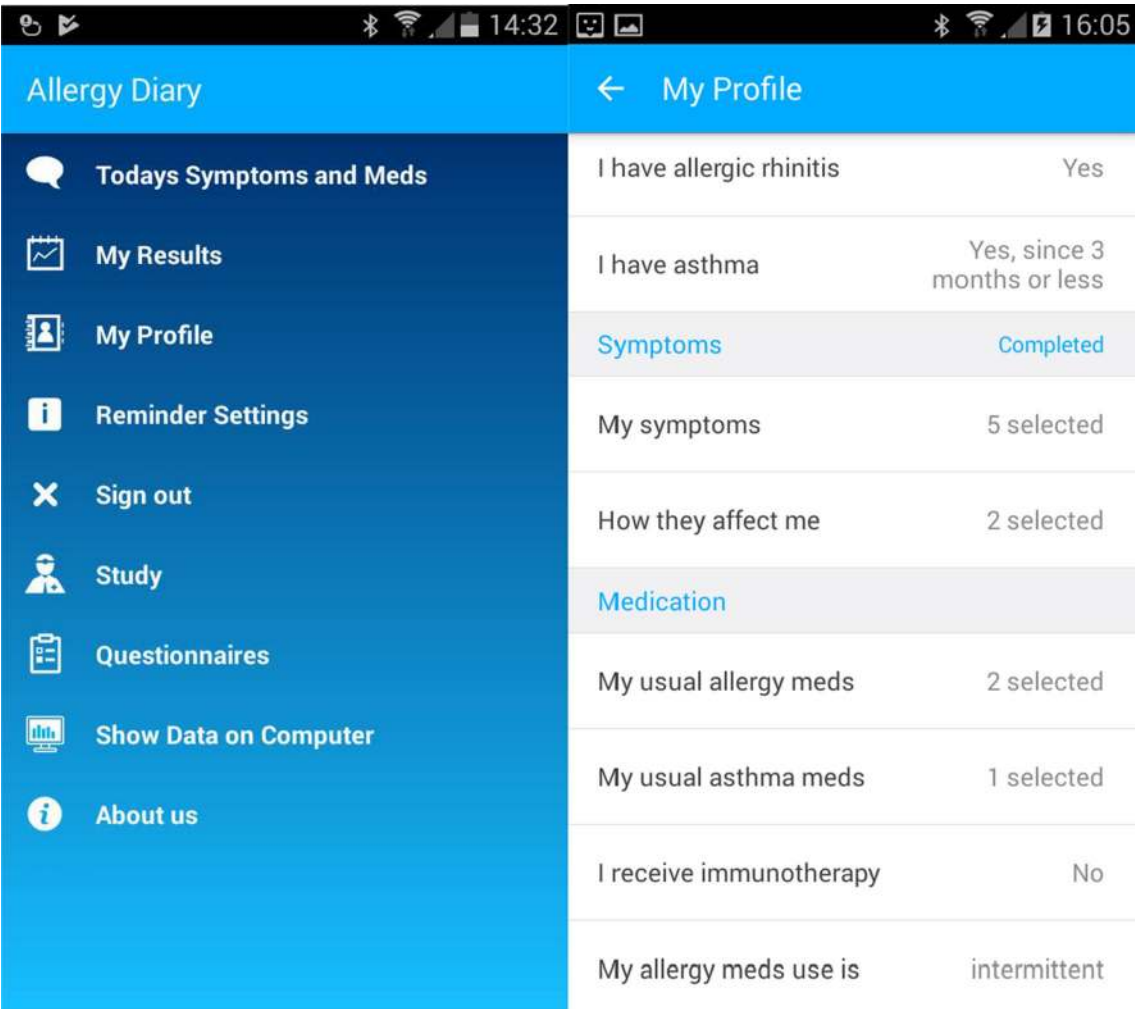 14:32
Allergy Diary
Todays Symptoms and Meds
My Results
My Profile
Reminder Settings
Sign out
Study
Questionnaires
Show Data on Computer
About us
16:05
My Profile
I have allergic rhinitis Yes
I have asthma Yes, since 3
months or less
Symptoms Completed
My symptoms 5 selected
How they affect me 2 selected
Medication
My usual allergy meds 2 selected
My usual asthma meds 1 selected
I receive immunotherapy No
My allergy meds use is intermittent